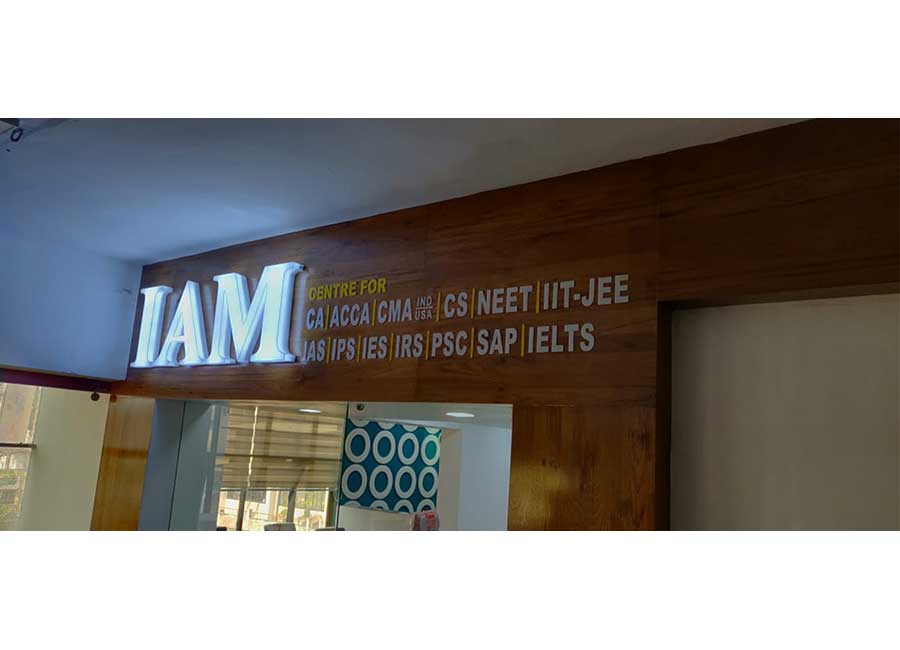 IAM
CENTRE FOR
CA|ACCA|CMA IND USA|CS|NEET|IIT-JEE
IAS|IPS|IES|IRS|PSC|SAP|IELTS